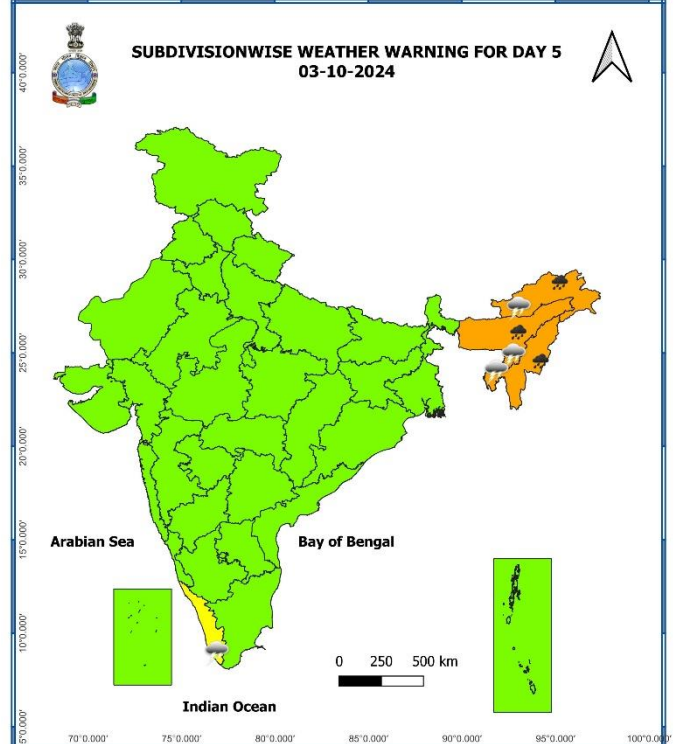 SUBDIVISIONWISE WEATHER WARNING FOR DAY 5
03-10-2024
40°0.000'
35°0.000'
30°0.000'
25°0.000'
20°0.000'
15°0.000'
10°0.000'
5°0.000'
Arabian Sea
Bay of Bengal
0 250 500 km
Indian Ocean
70°0.000' 75°0.000' 80°0.000' 85°0.000' 90°0.000' 95°0.000' 100°0.000'